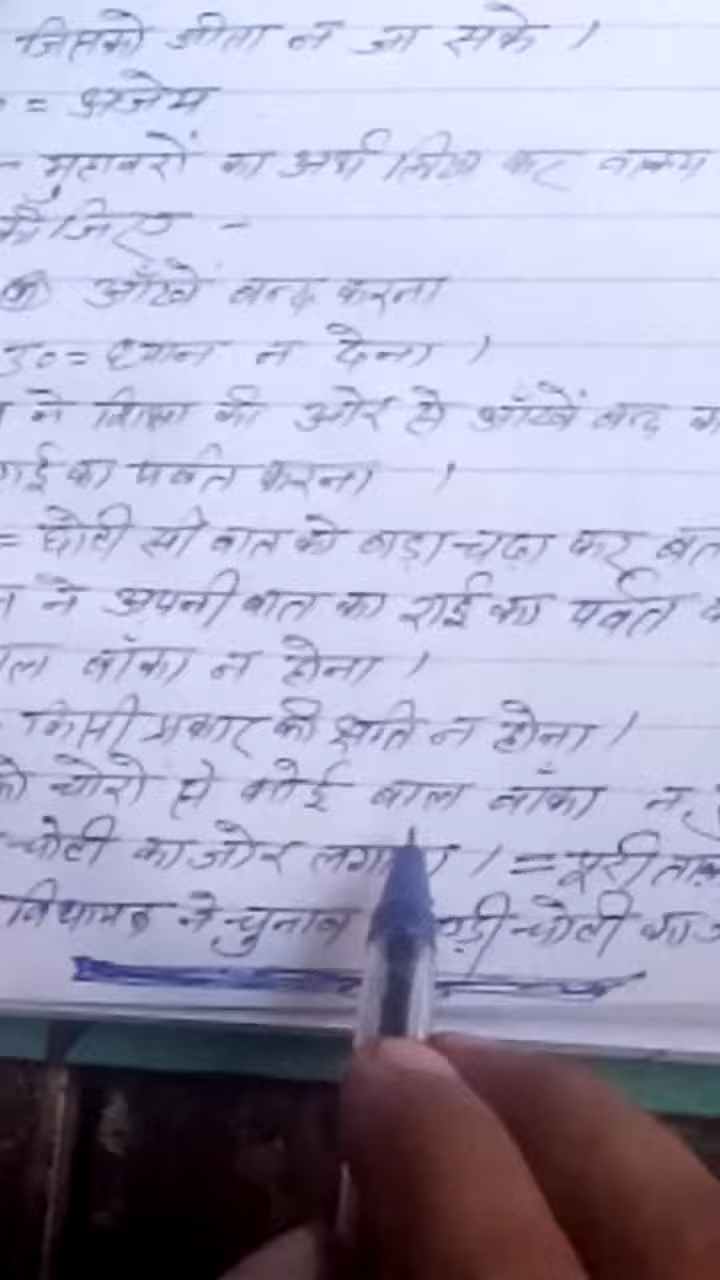 जिसको जीता न जा सके ।
= अजेय
- मुहावरों का अर्थ लिख कर वाक्य
कीजिए -
(क) आँखें बन्द करना
उ०= ध्यान न देना ।
ने शिक्षा की ओर से आँखें बन्द
राई का पर्वत करना ।
= छोटी सी बात को बढ़ा-चढ़ा कर
ने अपनी बात का राई का पर्वत
बाँका न होना ।
किसी प्रकार की क्षति न होना ।
चोरों से कोई बाल बाँका न
चोटी का जोर लगाना । = पूरी
विधायक ने चुनाव चोटी का